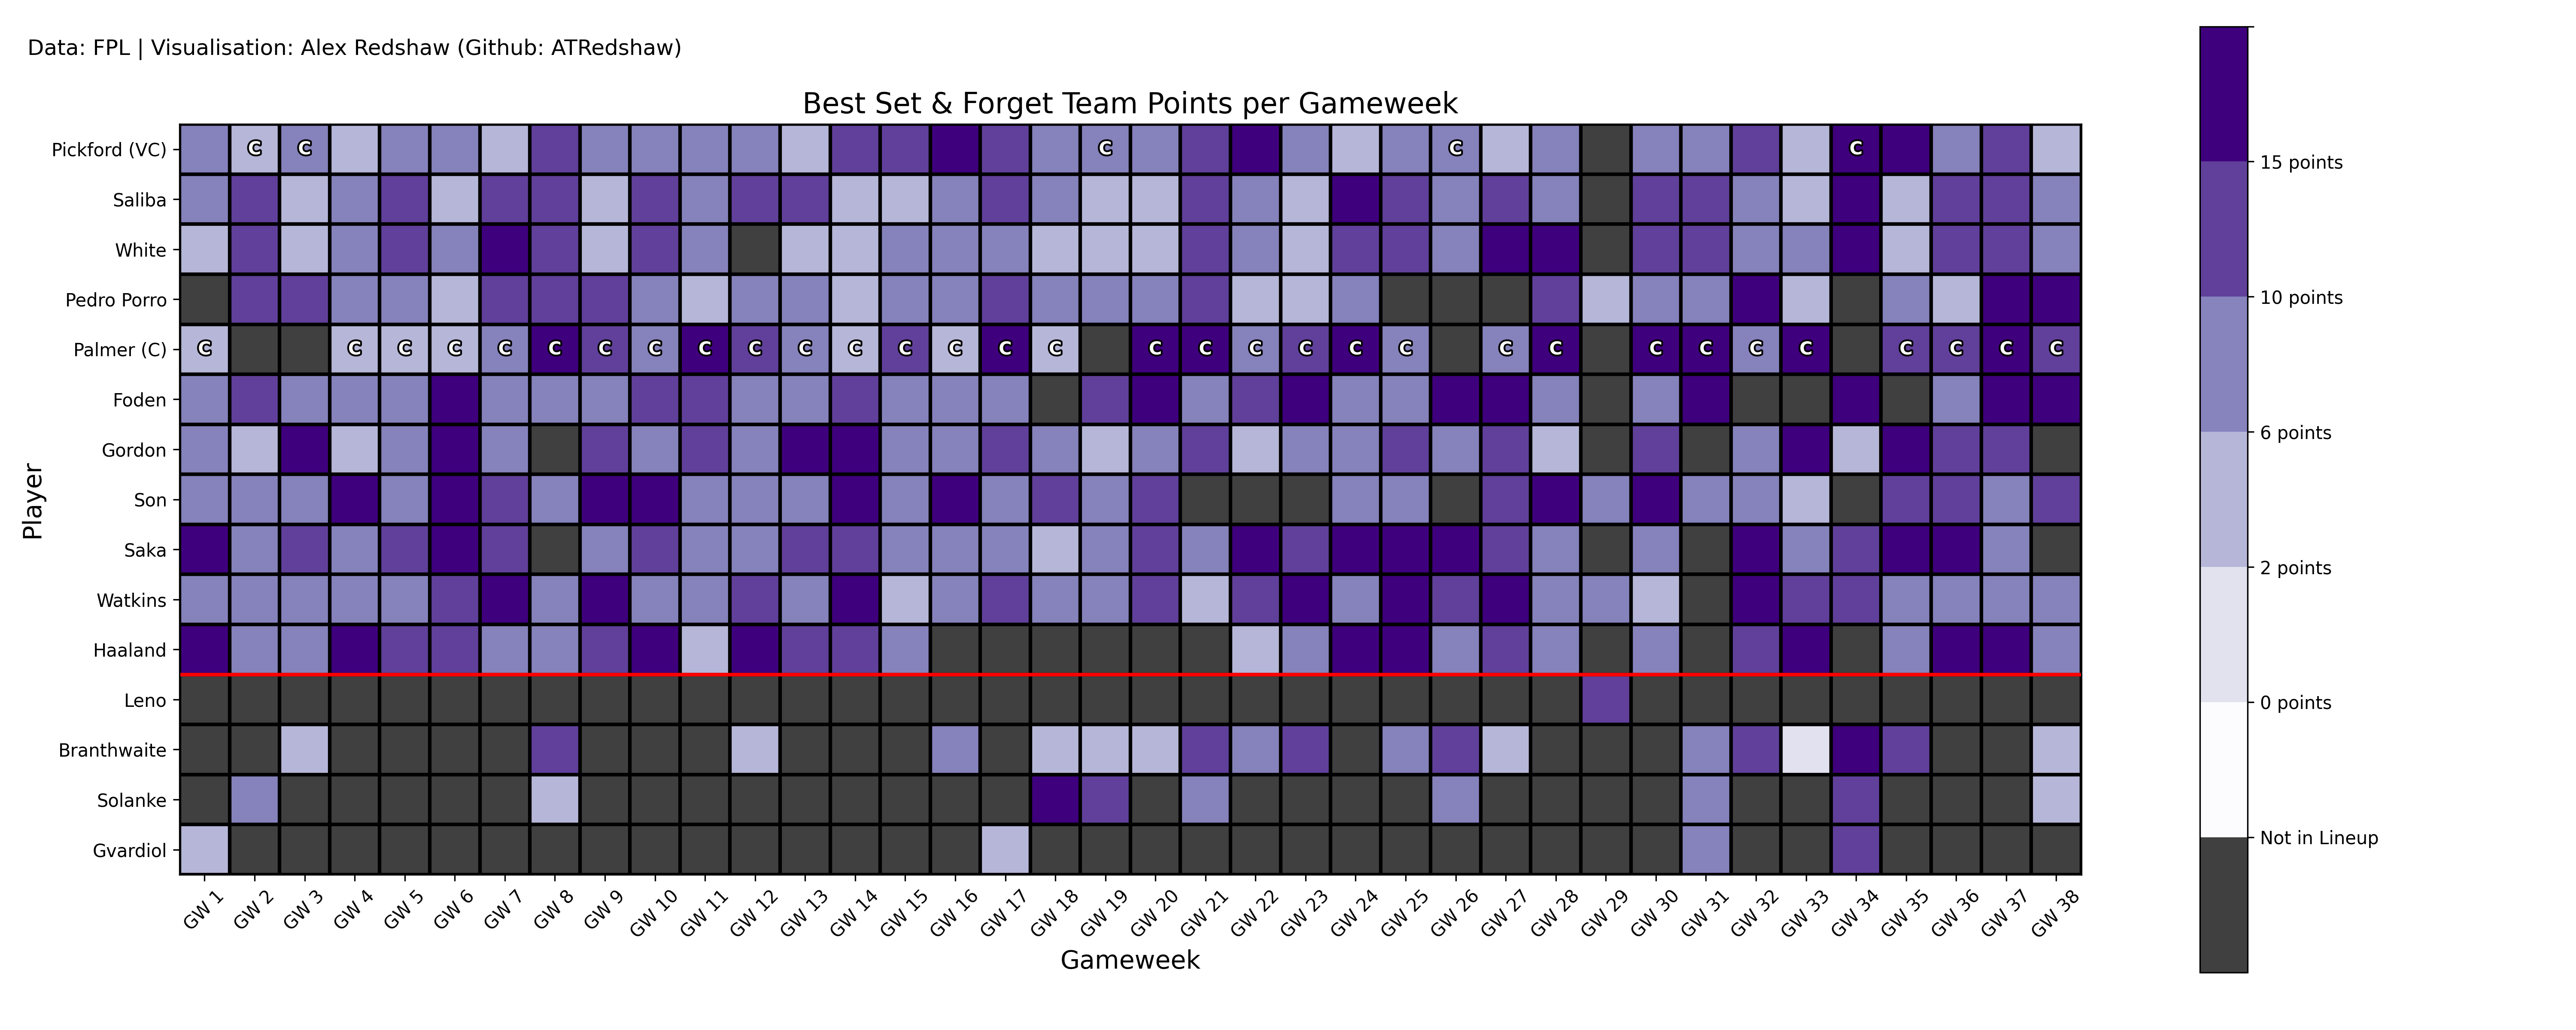 Data: FPL | Visualisation: Alex Redshaw (Github: ATRedshaw)
Best Set & Forget Team Points per Gameweek
Player
Pickford (VC) C C C C C
Saliba
White
Pedro Porro
Palmer (C) C C C C C C C C C C C C C C C C C C C C C C C C C C C C C C C
Foden
Gordon
Son
Saka
Watkins
Haaland
Leno
Branthwaite
Solanke
Gvardiol
GW 1 GW 2 GW 3 GW 4 GW 5 GW 6 GW 7 GW 8 GW 9 GW 10 GW 11 GW 12 GW 13 GW 14 GW 15 GW 16 GW 17 GW 18 GW 19 GW 20 GW 21 GW 22 GW 23 GW 24 GW 25 GW 26 GW 27 GW 28 GW 29 GW 30 GW 31 GW 32 GW 33 GW 34 GW 35 GW 36 GW 37 GW 38
Gameweek
15 points
10 points
6 points
2 points
0 points
Not in Lineup